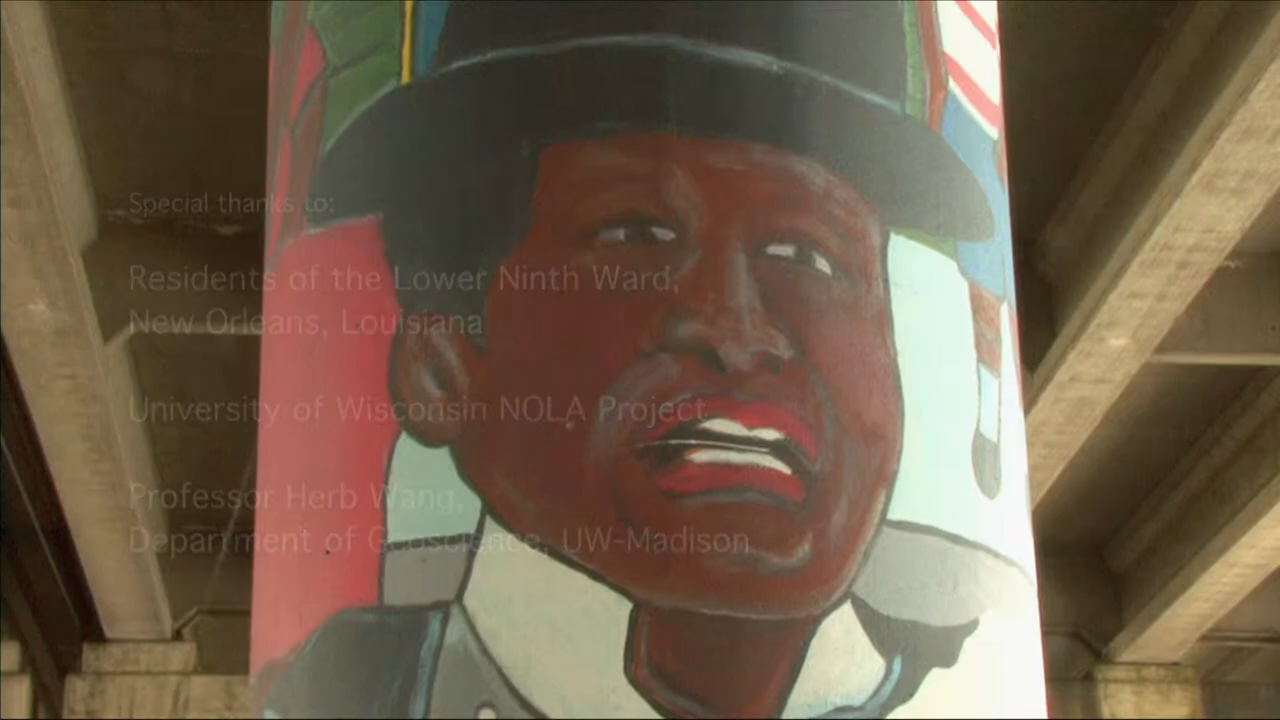 Special thanks to:
Residents of the Lower Ninth Ward,
New Orleans, Louisiana
University of Wisconsin NOLA Project
Professor Herb Wang,
Department of Geoscience, UW-Madison